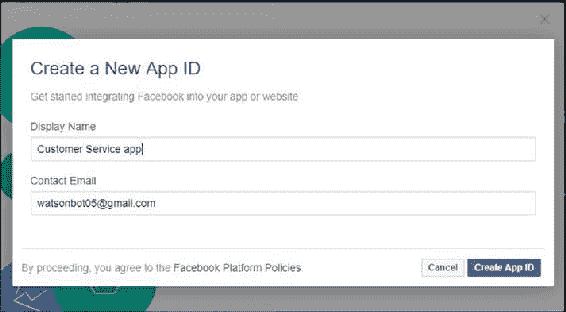 Create a New App ID
Get started integrating Facebook into your app or website
Display Name
Customer Service app
Contact Email
watsonbot05@gmail.com
By proceeding, you agree to the Facebook Platform Policies
Cancel
Create App ID